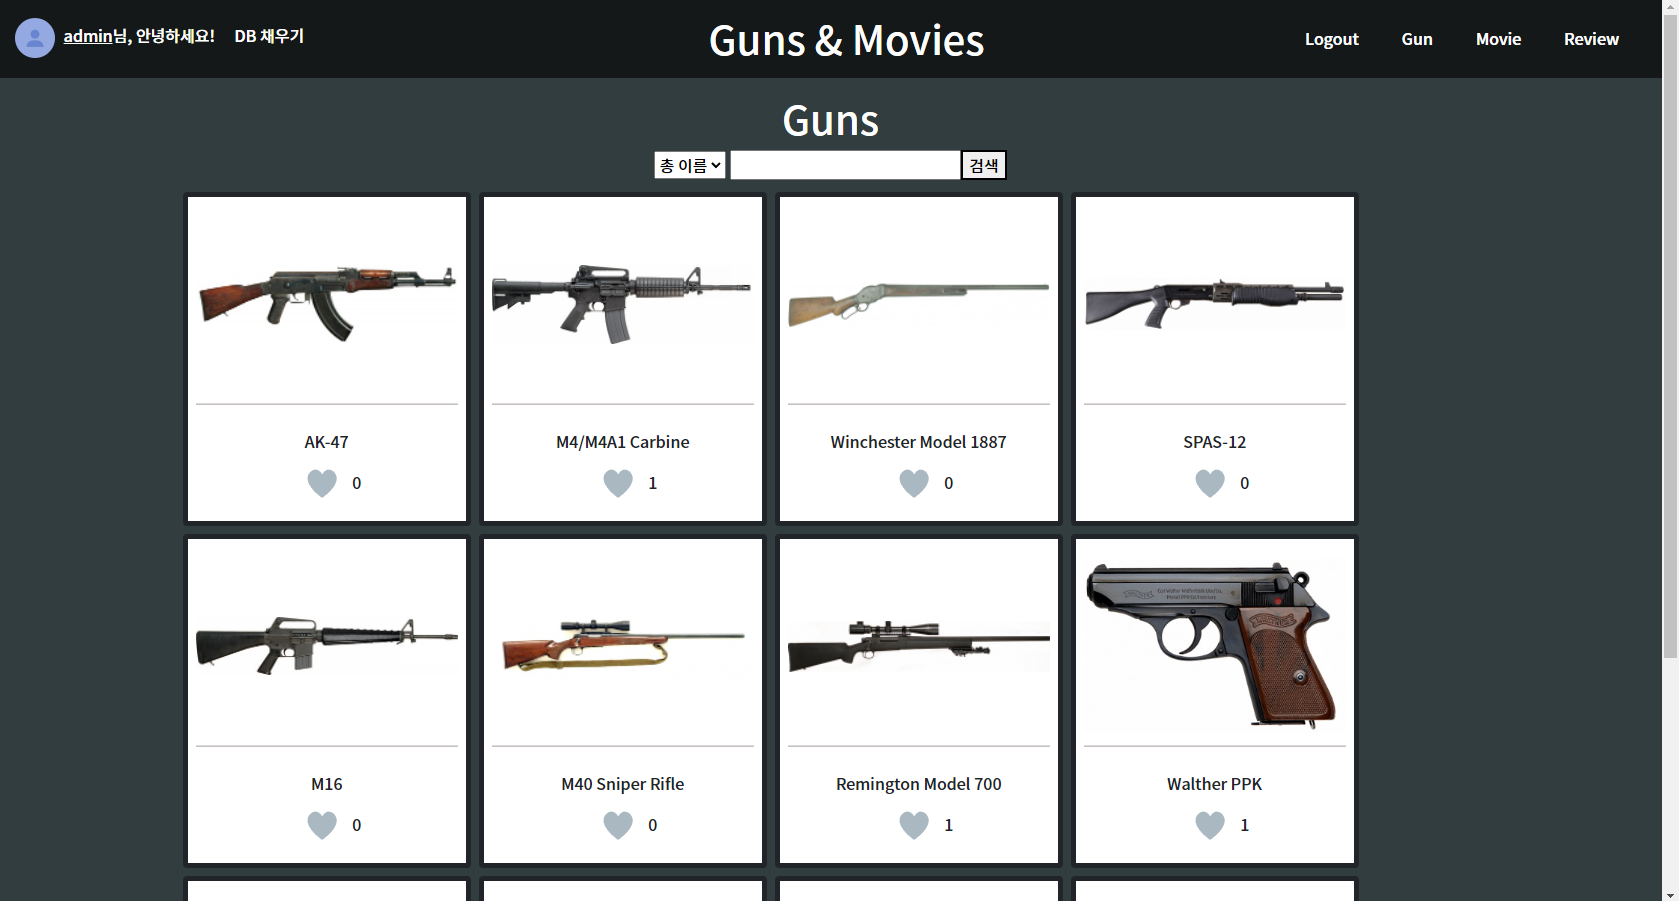 admin님, 안녕하세요! DB 채우기
Guns & Movies
Logout Gun Movie Review
Guns
총 이름 검색
AK-47
0
M4/M4A1 Carbine
1
Winchester Model 1887
0
SPAS-12
0
M16
0
M40 Sniper Rifle
0
Remington Model 700
1
Walther PPK
1